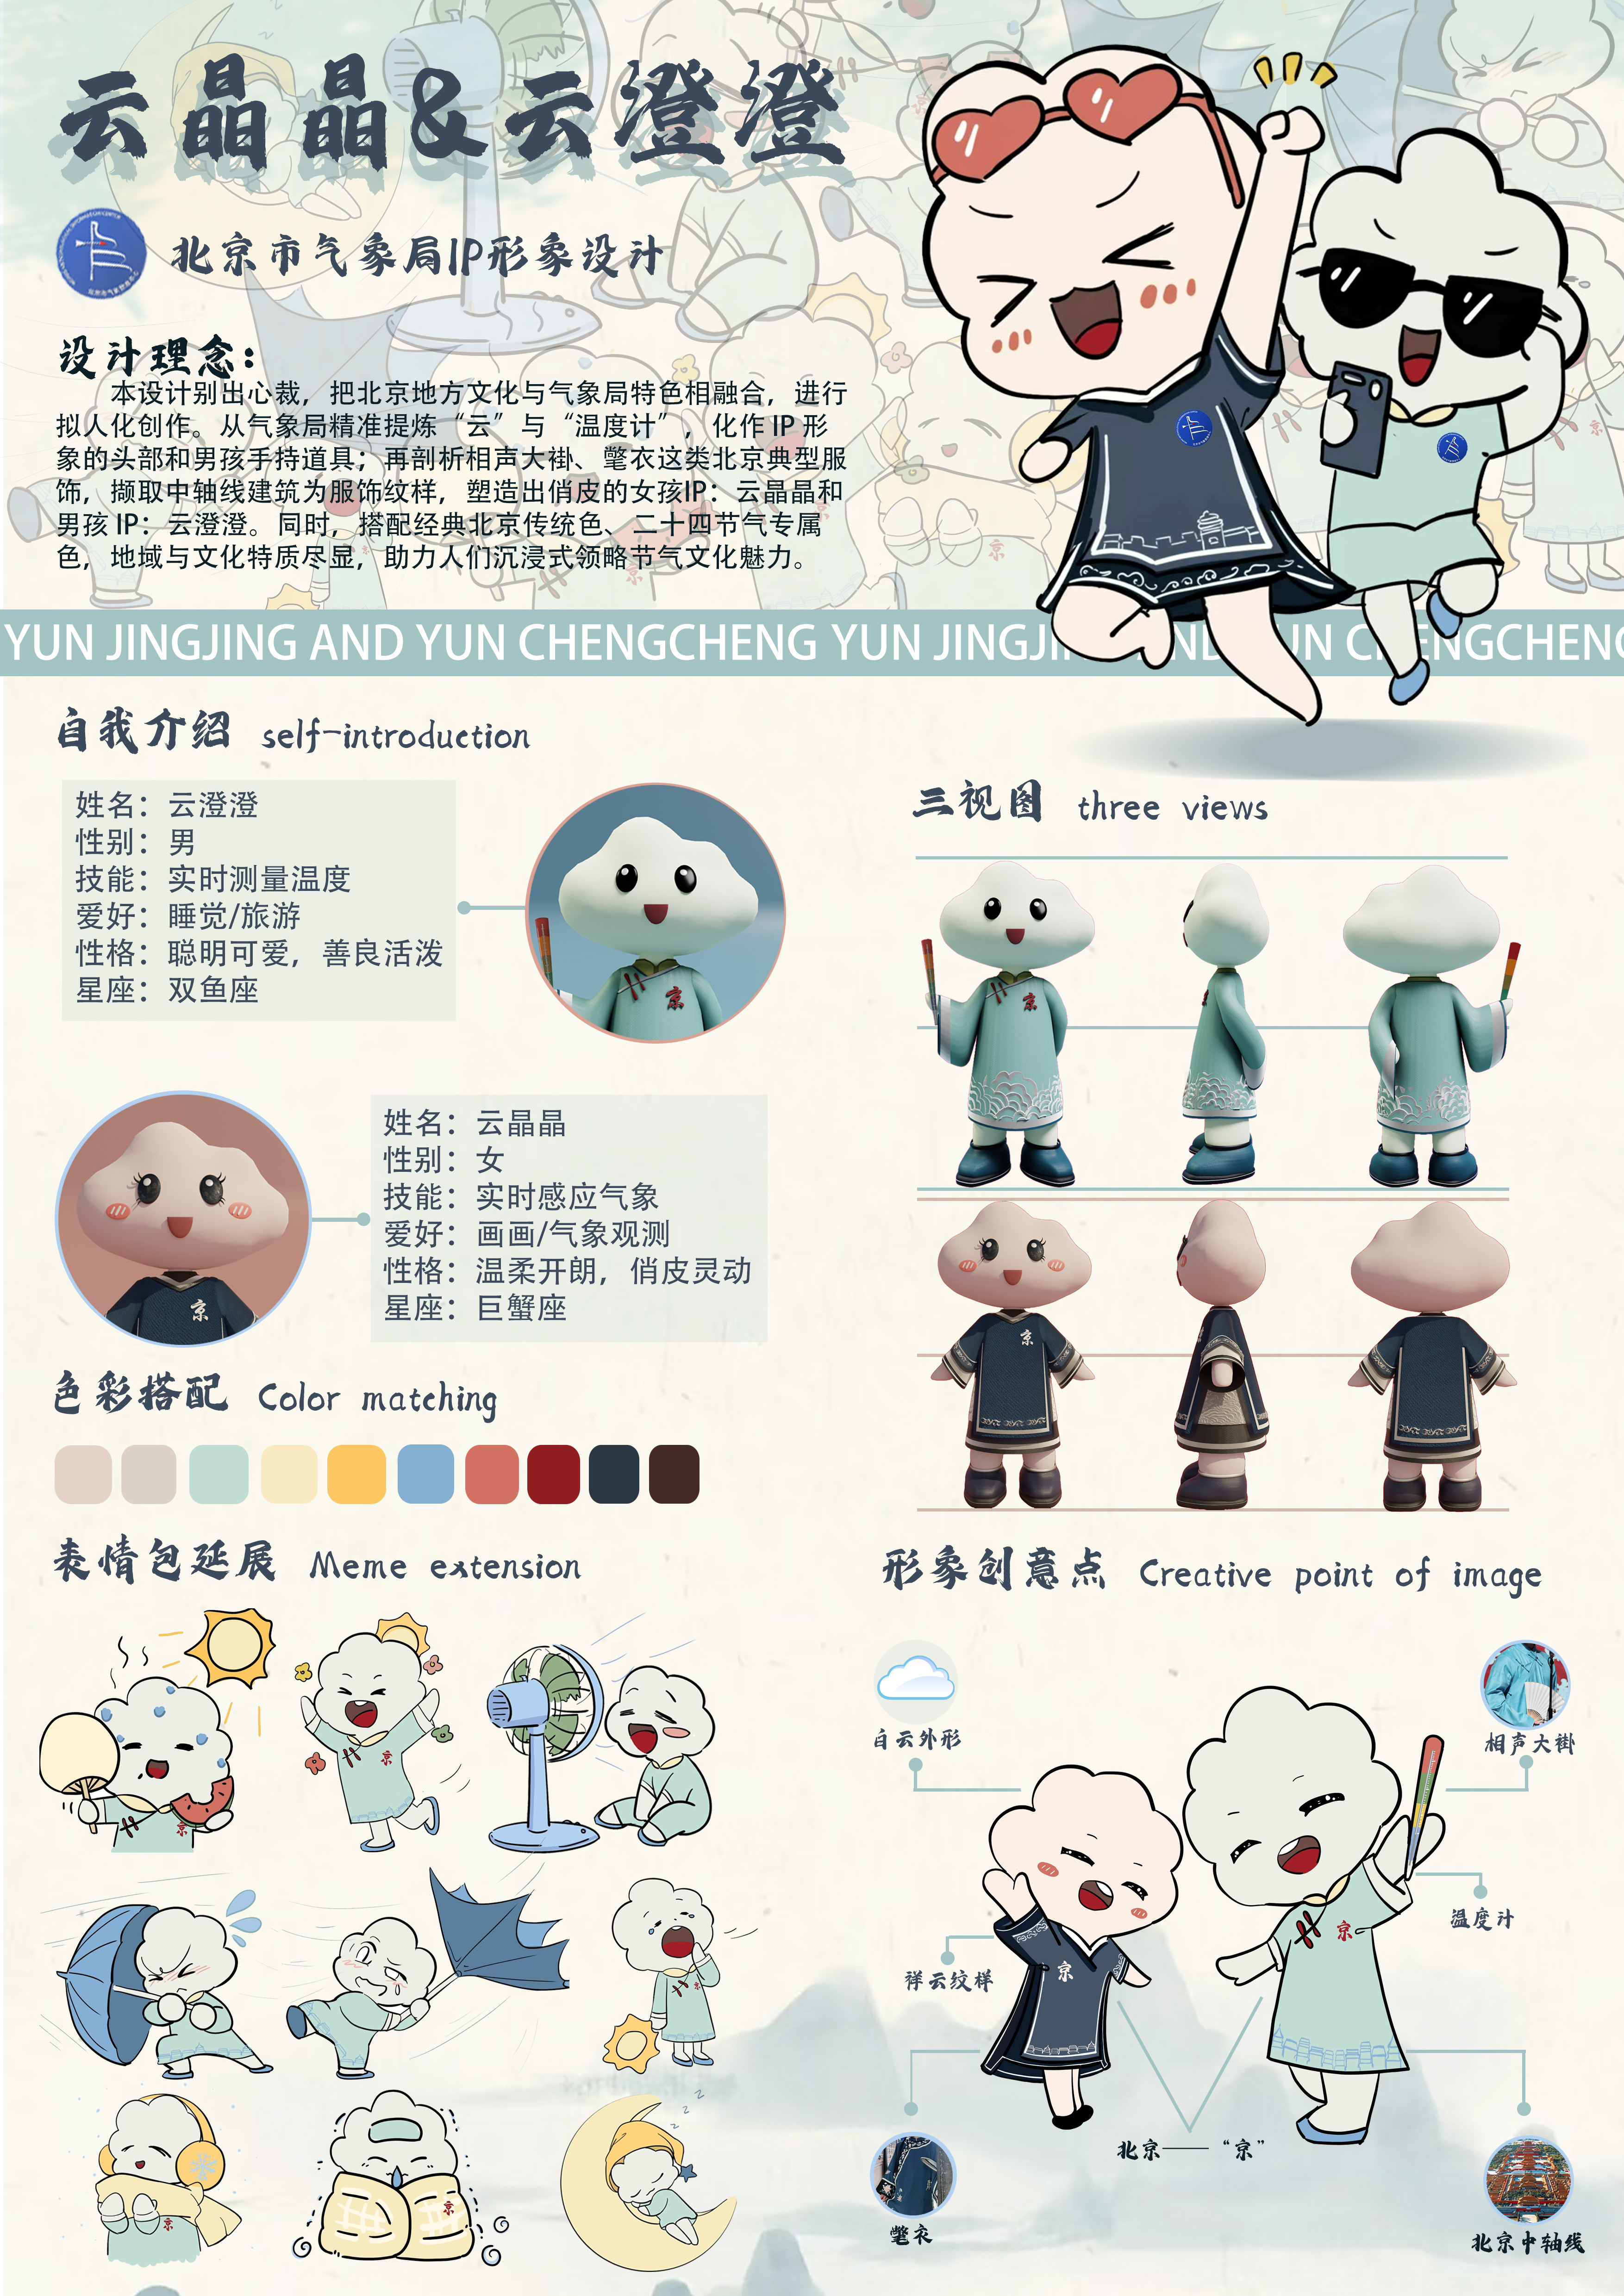 云晶晶&云澄澄
北京市气象局IP形象设计
设计理念：
本设计别出心裁，把北京地方文化与气象局特色相融合，进行
拟人化创作。从气象局精准提炼“云”与“温度计”，化作 IP 形
象的头部和男孩手持道具；再剖析相声大褂、氅衣这类北京典型服
饰，撷取中轴线建筑为服饰纹样，塑造出俏皮的女孩IP：云晶晶和
男孩 IP：云澄澄。同时，搭配经典北京传统色、二十四节气专属
色，地域与文化特质尽显，助力人们沉浸式领略节气文化魅力。
YUN JINGJING AND YUN CHENGCHENG YUN JINGJING AND YUN CHENGCHENG
自我介绍 self-introduction
姓名：云澄澄
性别：男
技能：实时测量温度
爱好：睡觉/旅游
性格：聪明可爱，善良活泼
星座：双鱼座
京
姓名：云晶晶
性别：女
技能：实时感应气象
爱好：画画/气象观测
性格：温柔开朗，俏皮灵动
星座：巨蟹座
京
三视图 three views
京
京
色彩搭配 Color matching
表情包延展 Meme extension
京
京
京
京
京
z
z
z
形象创意点 Creative point of image
白云外形
相声大褂
温度计
祥云纹样
京
京
北京——“京”
氅衣
北京中轴线